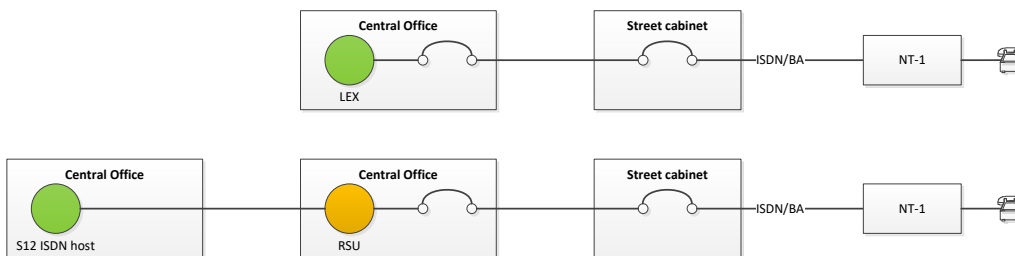 Central Office
Street cabinet
ISDN/BA
NT-1
LEX
Central Office
Central Office
Street cabinet
ISDN/BA
NT-1
S12 ISDN host
RSU